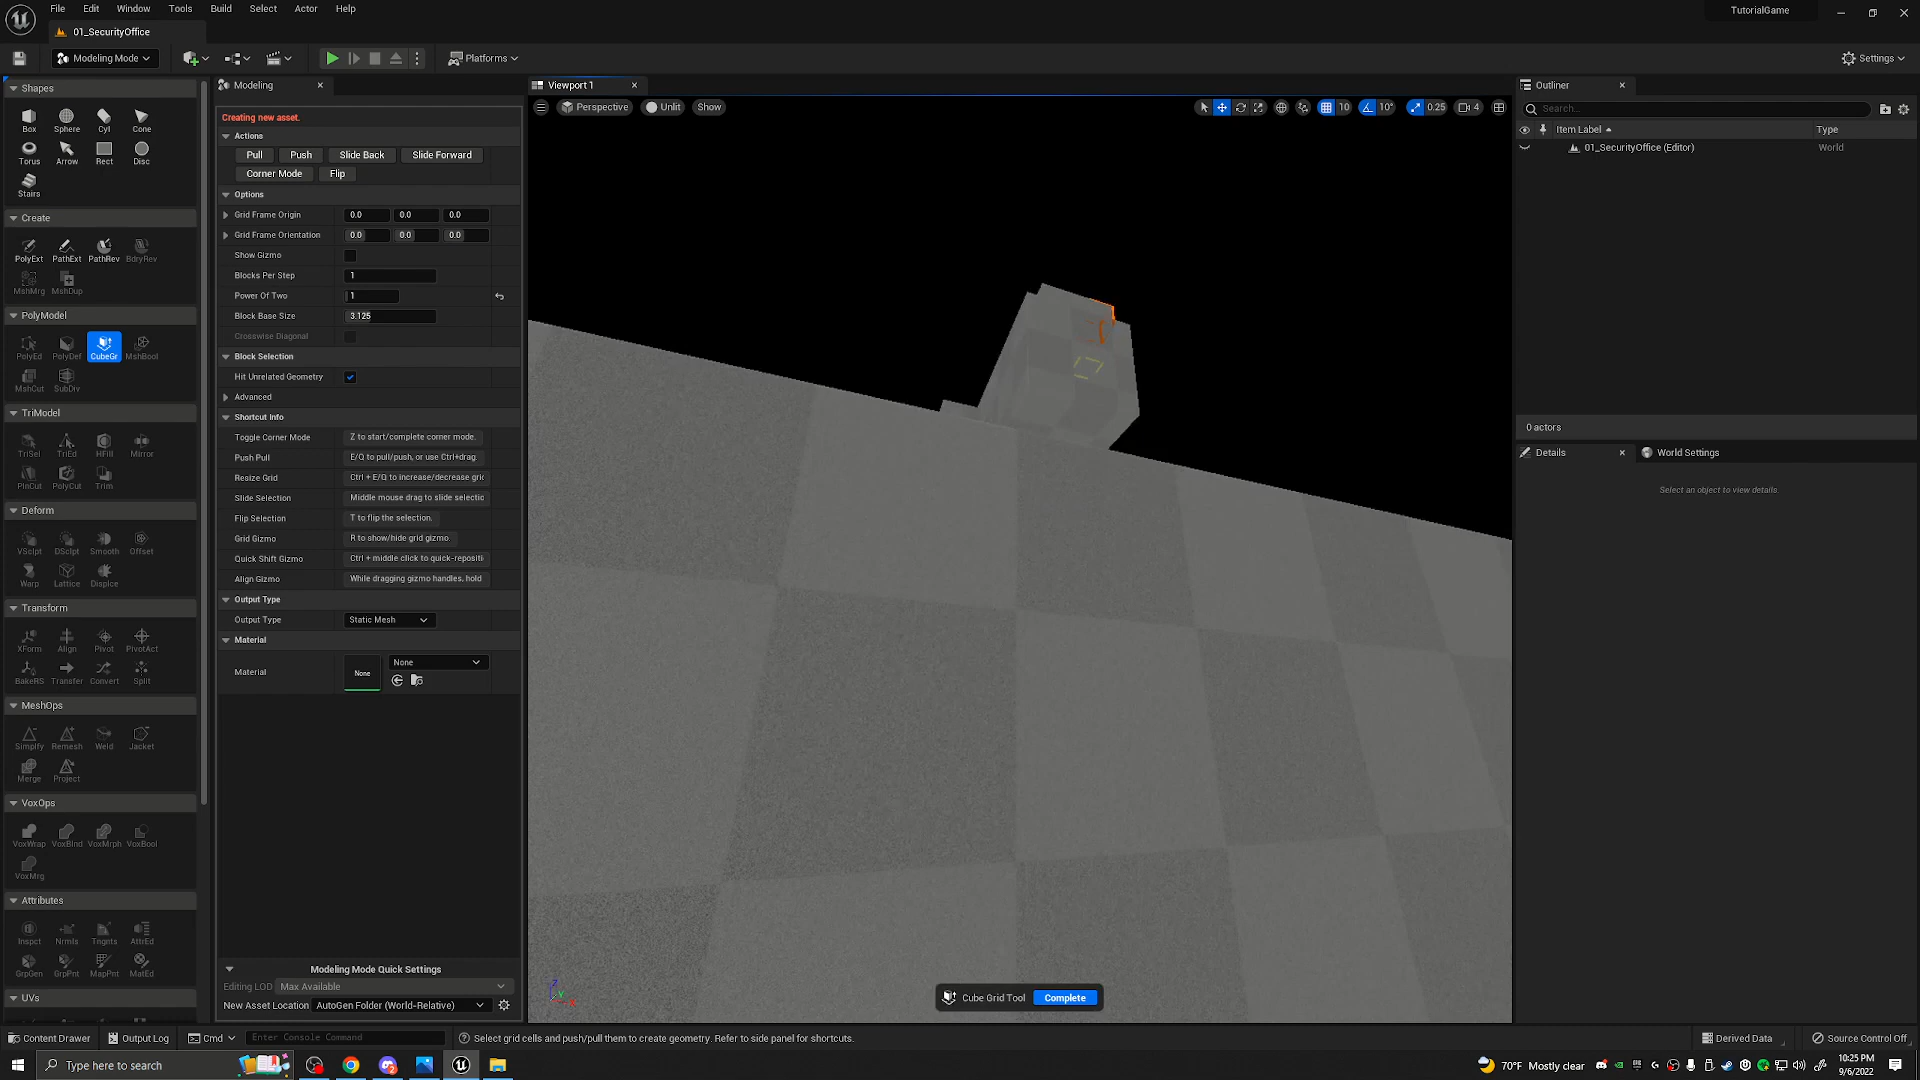 File Edit Window Tools Build Select Actor Help
TutorialGame
01_SecurityOffice
Modeling Mode
Platforms
Settings
Shapes
Box Sphere Cyl Cone
Torus Arrow Rect Disc
Stairs
Create
PolyExt PathExt PathRev BdryRev
MshMrg MshDup
PolyModel
PolyEd PolyDef CubeGr MshBool
MshCut SubDiv
TriModel
TriSel TriEd HFill Mirror
PlnCut PolyCut Trim
Deform
VSclpt DSclpt Smooth Offset
Warp Lattice Displce
Transform
XForm Align Pivot PivotAct
BakeRS Transfer Convert Split
MeshOps
Simplfy Remesh Weld Jacket
Merge Project
VoxOps
VoxWrap VoxBlnd VoxMrph VoxBool
VoxMrg
Attributes
Inspct Nrmls Tngnts AttrEd
GrpGen GrpPnt MapPnt MatEd
UVs
Modeling
Creating new asset.
Actions
Pull Push Slide Back Slide Forward
Corner Mode Flip
Options
Grid Frame Origin 0.0 0.0 0.0
Grid Frame Orientation 0.0 0.0 0.0
Show Gizmo
Blocks Per Step 1
Power Of Two 1
Block Base Size 3.125
Crosswise Diagonal
Block Selection
Hit Unrelated Geometry
Advanced
Shortcut Info
Toggle Corner Mode Z to start/complete corner mode.
Push Pull E/Q to pull/push, or use Ctrl+drag.
Resize Grid Ctrl + E/Q to increase/decrease gric
Slide Selection Middle mouse drag to slide selectic
Flip Selection T to flip the selection.
Grid Gizmo R to show/hide grid gizmo.
Quick Shift Gizmo Ctrl + middle click to quick-repositi
Align Gizmo While dragging gizmo handles, hold
Output Type
Output Type Static Mesh
Material
Material None None
Modeling Mode Quick Settings
Editing LOD Max Available
New Asset Location AutoGen Folder (World-Relative)
Viewport 1
Perspective Unlit Show
10 10° 0.25 4
Z Y X
Cube Grid Tool Complete
Outliner
Search...
Item Label Type
01_SecurityOffice (Editor) World
0 actors
Details World Settings
Select an object to view details.
Content Drawer Output Log Cmd Enter Console Command Select grid cells and push/pull them to create geometry. Refer to side panel for shortcuts. Derived Data Source Control Off
Type here to search
70°F Mostly clear
10:25 PM
9/6/2022